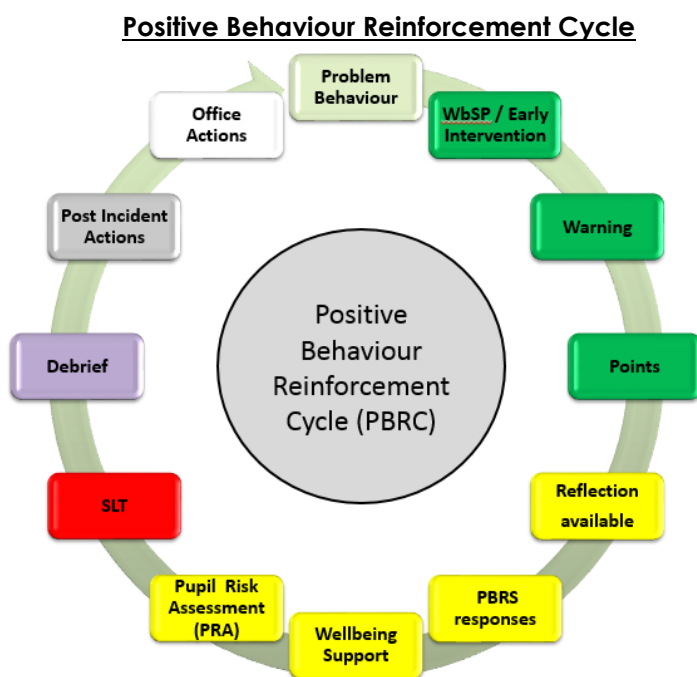 Positive Behaviour Reinforcement Cycle
Problem
Behaviour
WbSP / Early
Intervention
Warning
Points
Reflection
available
PBRS
responses
Wellbeing
Support
Pupil Risk
Assessment
(PRA)
SLT
Debrief
Post Incident
Actions
Office
Actions
Positive
Behaviour
Reinforcement
Cycle (PBRC)